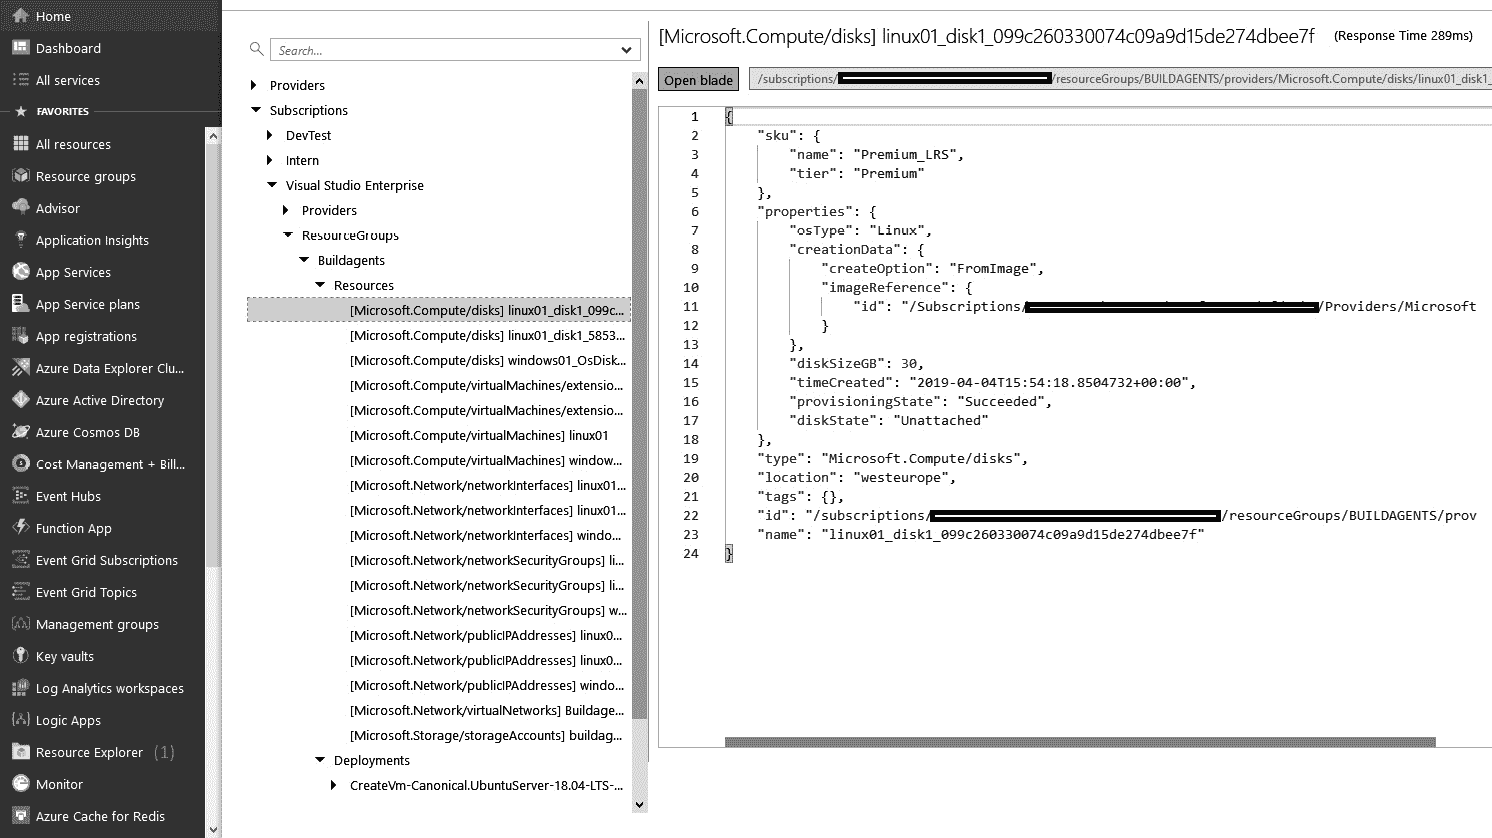 Home
Dashboard
All services
FAVORITES
All resources
Resource groups
Advisor
Application Insights
App Services
App Service plans
App registrations
Azure Data Explorer Clu...
Azure Active Directory
Azure Cosmos DB
Cost Management + Bill...
Event Hubs
Function App
Event Grid Subscriptions
Event Grid Topics
Management groups
Key vaults
Log Analytics workspaces
Logic Apps
Resource Explorer (1)
Monitor
Azure Cache for Redis
Search...
Providers
Subscriptions
DevTest
Intern
Visual Studio Enterprise
Providers
ResourceGroups
Buildagents
Resources
[Microsoft.Compute/disks] linux01_disk1_099c...
[Microsoft.Compute/disks] linux01_disk1_5853...
[Microsoft.Compute/disks] windows01_OsDisk...
[Microsoft.Compute/virtualMachines/extensio...
[Microsoft.Compute/virtualMachines/extensio...
[Microsoft.Compute/virtualMachines] linux01
[Microsoft.Compute/virtualMachines] window...
[Microsoft.Network/networkInterfaces] linux01...
[Microsoft.Network/networkInterfaces] linux01...
[Microsoft.Network/networkInterfaces] windo...
[Microsoft.Network/networkSecurityGroups] li...
[Microsoft.Network/networkSecurityGroups] li...
[Microsoft.Network/networkSecurityGroups] w...
[Microsoft.Network/publicIPAddresses] linux0...
[Microsoft.Network/publicIPAddresses] linux0...
[Microsoft.Network/publicIPAddresses] windo...
[Microsoft.Network/virtualNetworks] Buildage...
[Microsoft.Storage/storageAccounts] buildag...
Deployments
CreateVm-Canonical.UbuntuServer-18.04-LTS-...
[Microsoft.Compute/disks] linux01_disk1_099c260330074c09a9d15de274dbee7f (Response Time 289ms)
Open blade /subscriptions/ /resourceGroups/BUILDAGENTS/providers/Microsoft.Compute/disks/linux01_disk1_
1 {
2 "sku": {
3 "name": "Premium_LRS",
4 "tier": "Premium"
5 },
6 "properties": {
7 "osType": "Linux",
8 "creationData": {
9 "createOption": "FromImage",
10 "imageReference": {
11 "id": "/Subscriptions/ /Providers/Microsoft
12 }
13 },
14 "diskSizeGB": 30,
15 "timeCreated": "2019-04-04T15:54:18.8504732+00:00",
16 "provisioningState": "Succeeded",
17 "diskState": "Unattached"
18 },
19 "type": "Microsoft.Compute/disks",
20 "location": "westeurope",
21 "tags": {},
22 "id": "/subscriptions/ /resourceGroups/BUILDAGENTS/prov
23 "name": "linux01_disk1_099c260330074c09a9d15de274dbee7f"
24 }